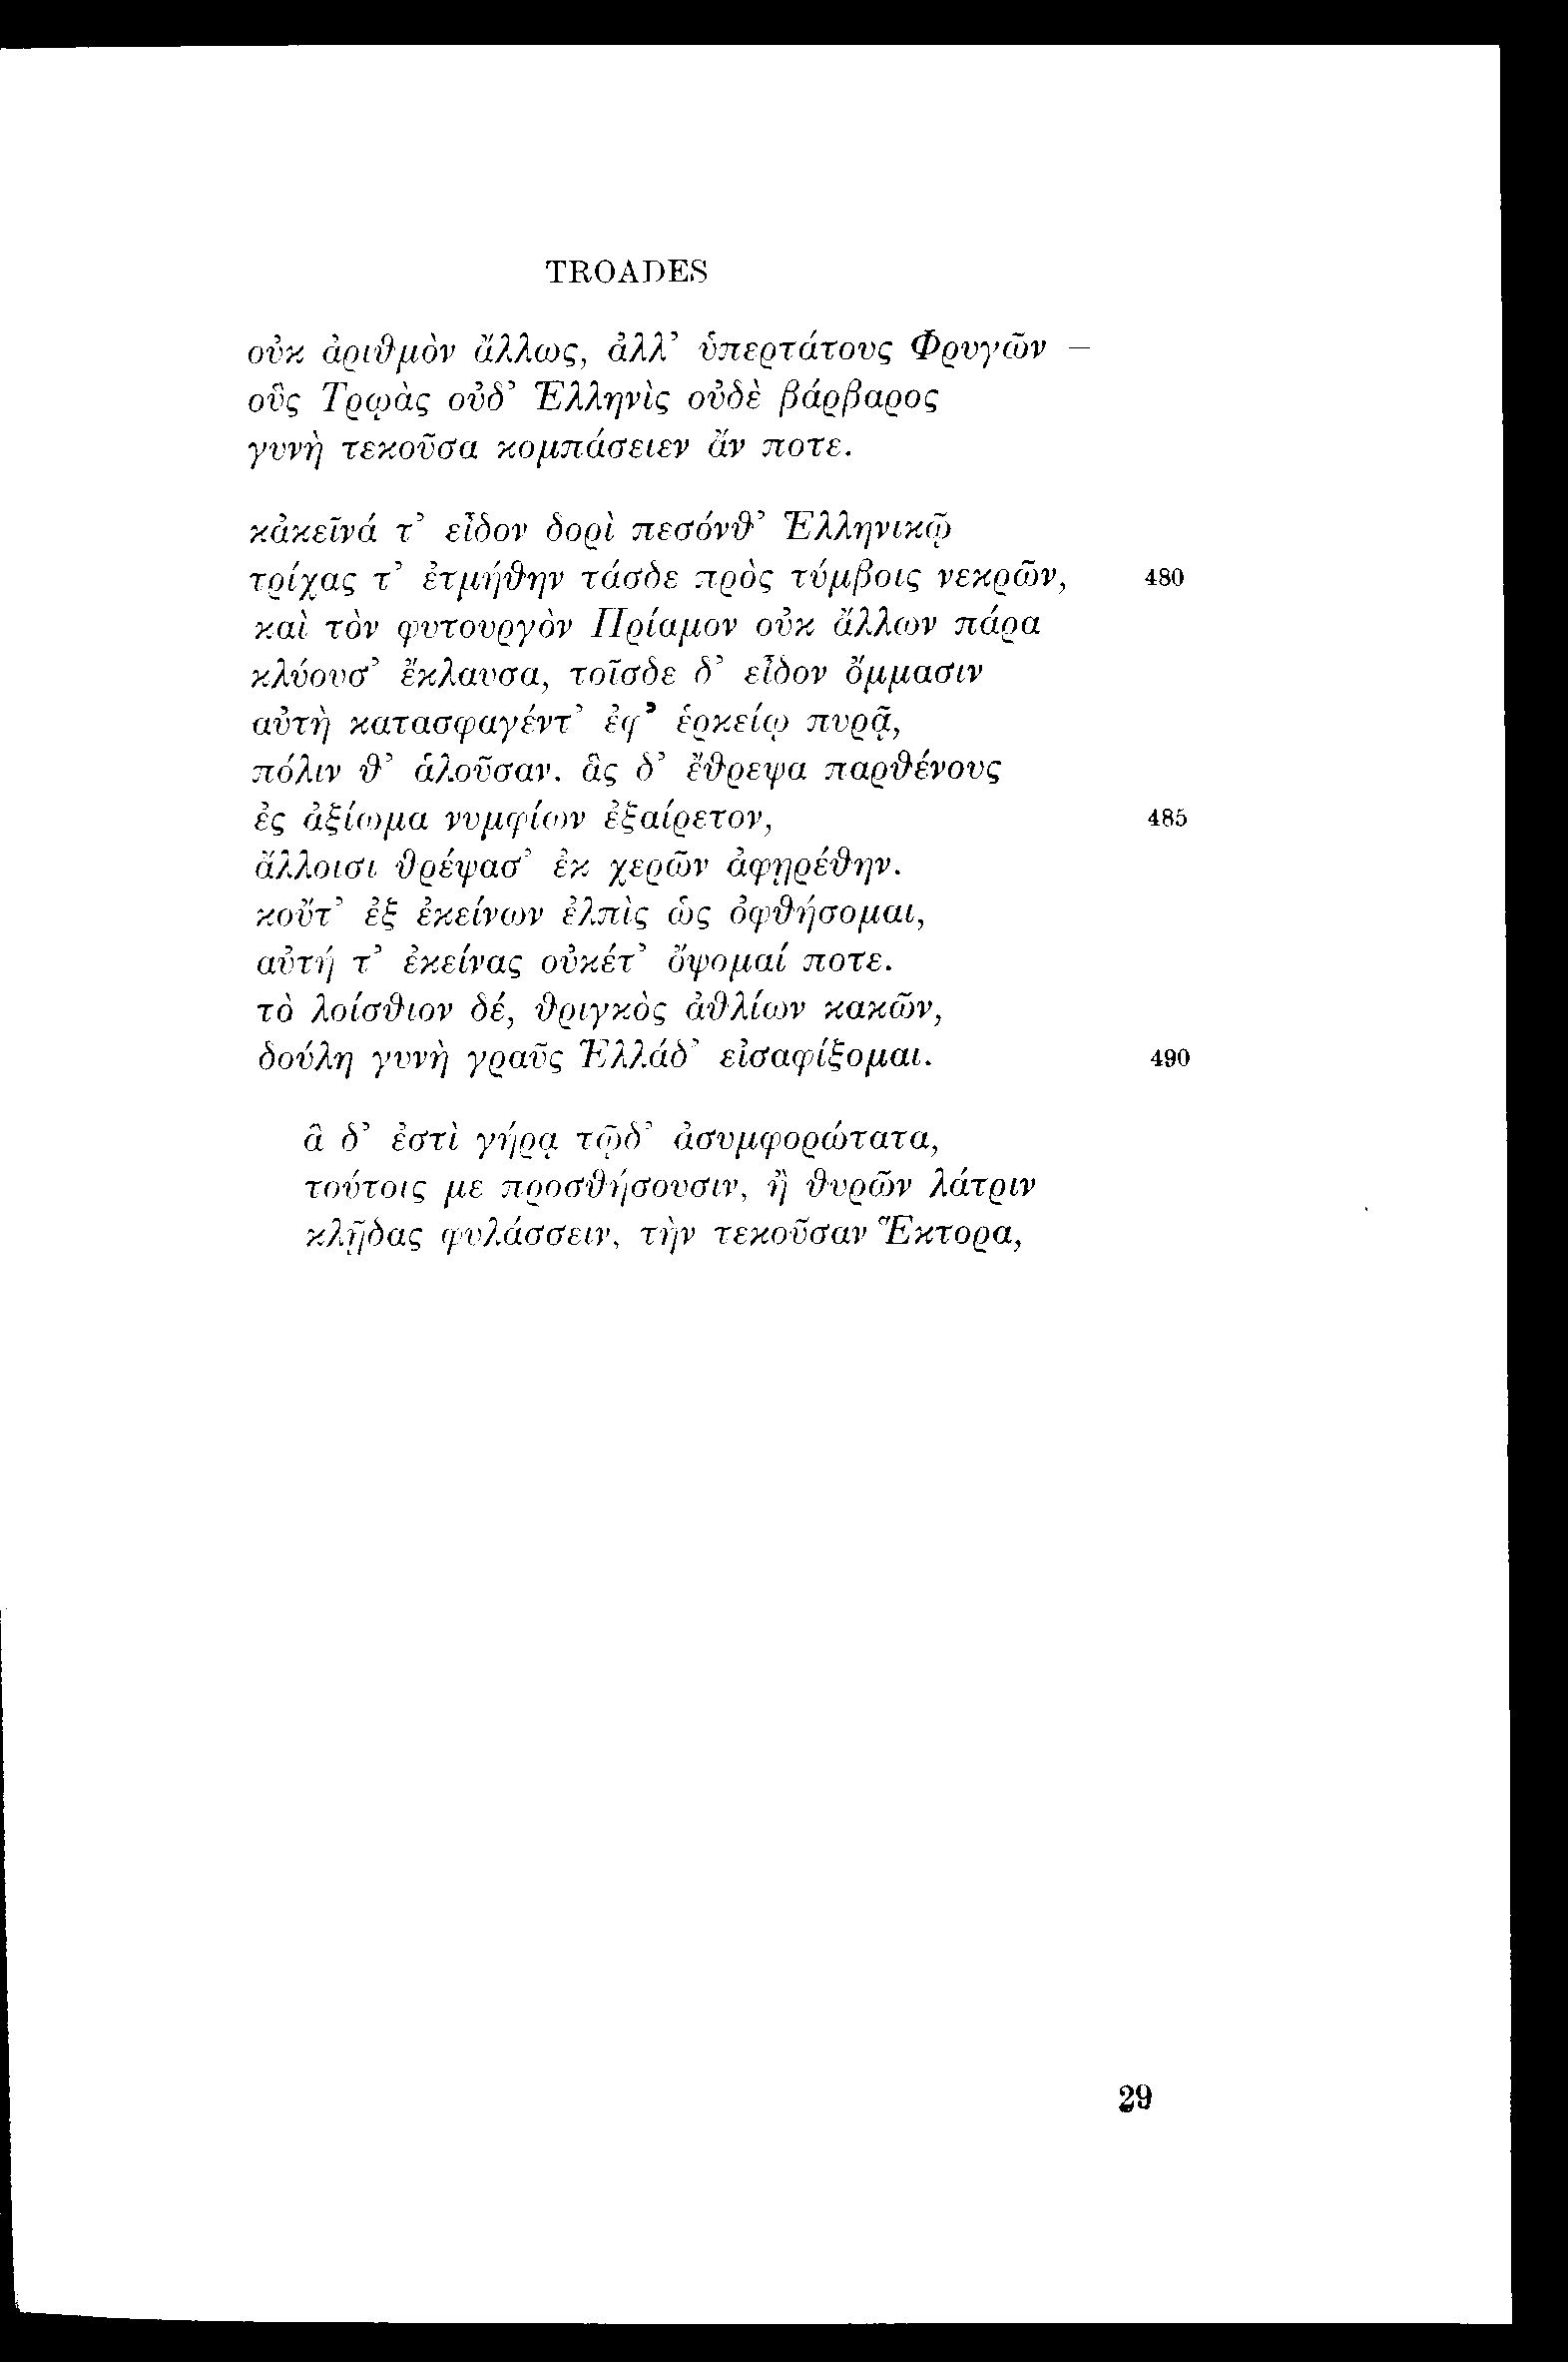 TROADES
οὐκ ἀριθμὸν ἄλλως, ἀλλ’ ὑπερτάτους Φρυγῶν –
οὓς Τρῳὰς οὐδ’ Ἑλληνὶς οὐδὲ βάρβαρος
γυνὴ τεκοῦσα κομπάσειεν ἄν ποτε.
κἀκεῖνά τ’ εἶδον δορὶ πεσόνθ’ Ἑλληνικῷ
τρίχας τ’ ἐτμήθην τάσδε πρὸς τύμβοις νεκρῶν, 480
καὶ τὸν φυτουργὸν Πρίαμον οὐκ ἄλλων πάρα
κλύουσ’ ἔκλαυσα, τοῖσδε δ’ εἶδον ὄμμασιν
αὐτὴ κατασφαγέντ’ ἐφ’ ἑρκείῳ πυρᾷ,
πόλιν θ’ ἁλοῦσαν. ἃς δ’ ἔθρεψα παρθένους
ἐς ἀξίωμα νυμφίων ἐξαίρετον, 485
ἄλλοισι θρέψασ’ ἐκ χερῶν ἀφῃρέθην.
κοὔτ’ ἐξ ἐκείνων ἐλπὶς ὡς ὀφθήσομαι,
αὐτή τ’ ἐκείνας οὐκέτ’ ὄψομαί ποτε.
τὸ λοίσθιον δέ, θριγκὸς ἀθλίων κακῶν,
δούλη γυνὴ γραῦς Ἑλλάδ’ εἰσαφίξομαι. 490
ἃ δ’ ἐστὶ γήρᾳ τῷδ’ ἀσυμφορώτατα,
τούτοις με προσθήσουσιν, ἢ θυρῶν λάτριν
κλῇδας φυλάσσειν, τὴν τεκοῦσαν Ἕκτορα,
29